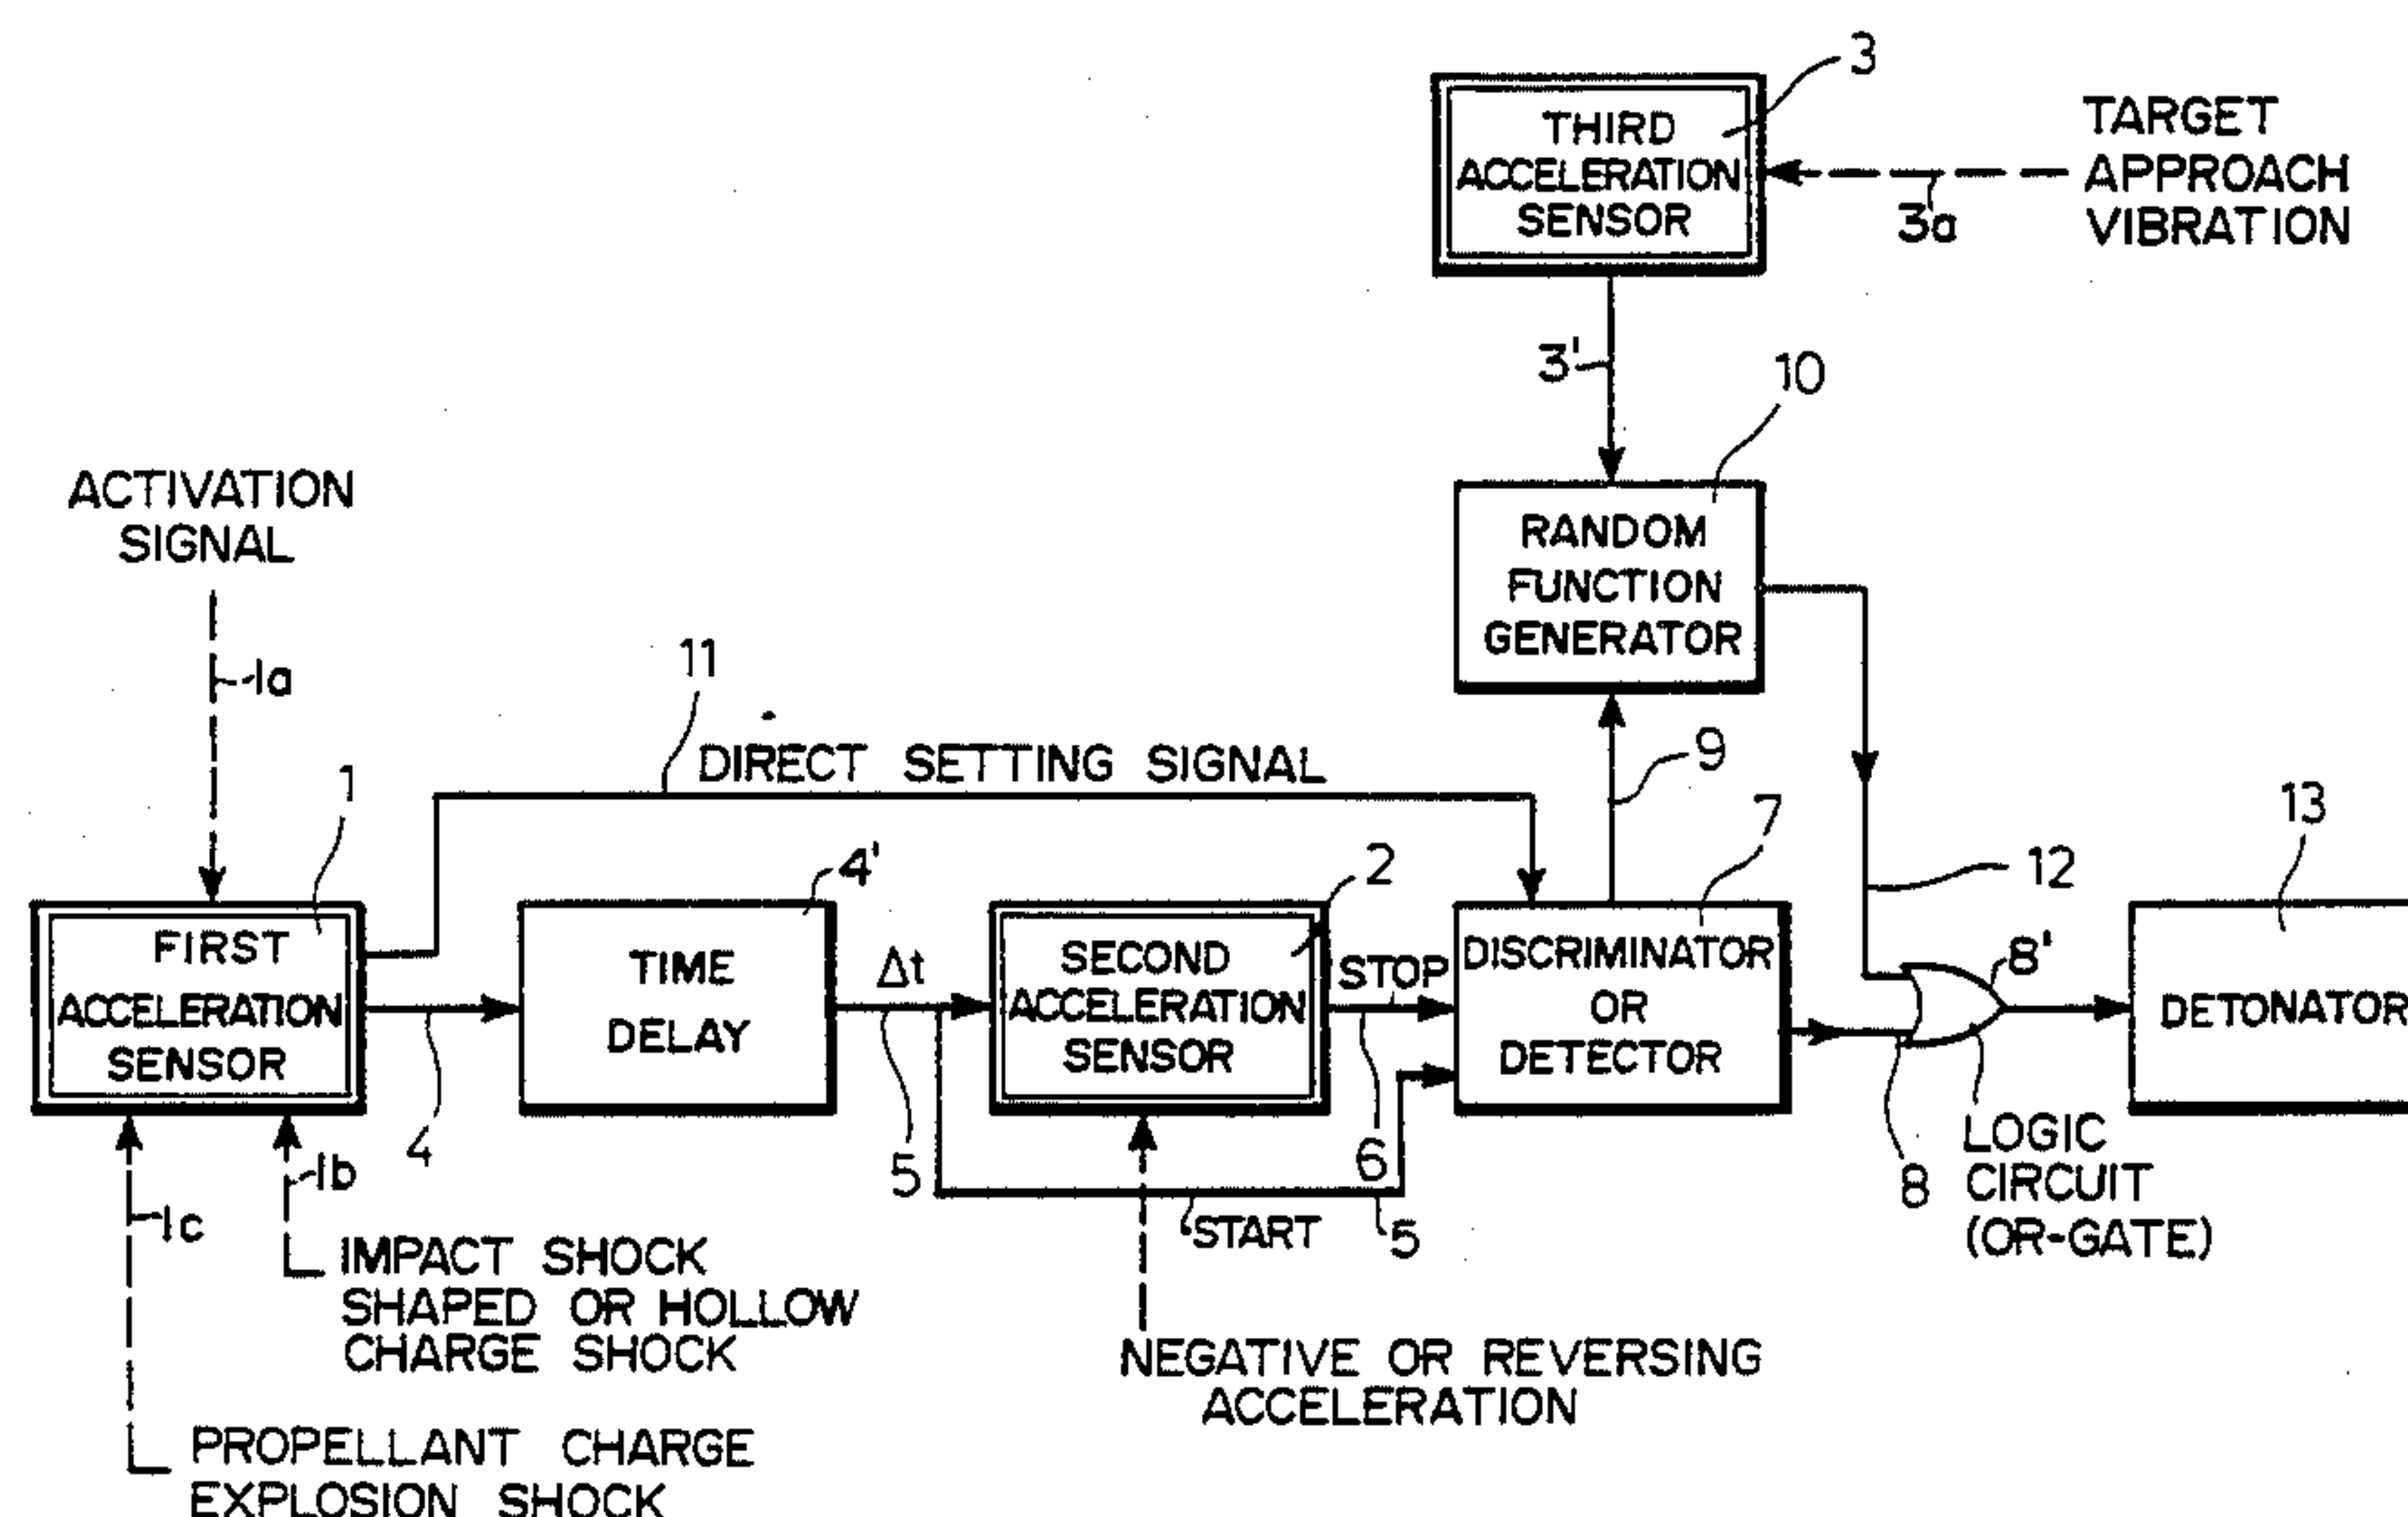 3
THIRD
ACCELERATION
SENSOR
TARGET
APPROACH
VIBRATION
3a
3'
10
RANDOM
FUNCTION
GENERATOR
ACTIVATION
SIGNAL
1a
11
DIRECT SETTING SIGNAL
9
7
12
13
1
4'
2
FIRST
ACCELERATION
SENSOR
TIME
DELAY
Δt
SECOND
ACCELERATION
SENSOR
STOP
DISCRIMINATOR
OR
DETECTOR
8'
DETONATOR
4
5
6
8
LOGIC
CIRCUIT
(OR-GATE)
START
5
1b
1c
IMPACT SHOCK
SHAPED OR HOLLOW
CHARGE SHOCK
NEGATIVE OR REVERSING
ACCELERATION
PROPELLANT CHARGE
EXPLOSION SHOCK